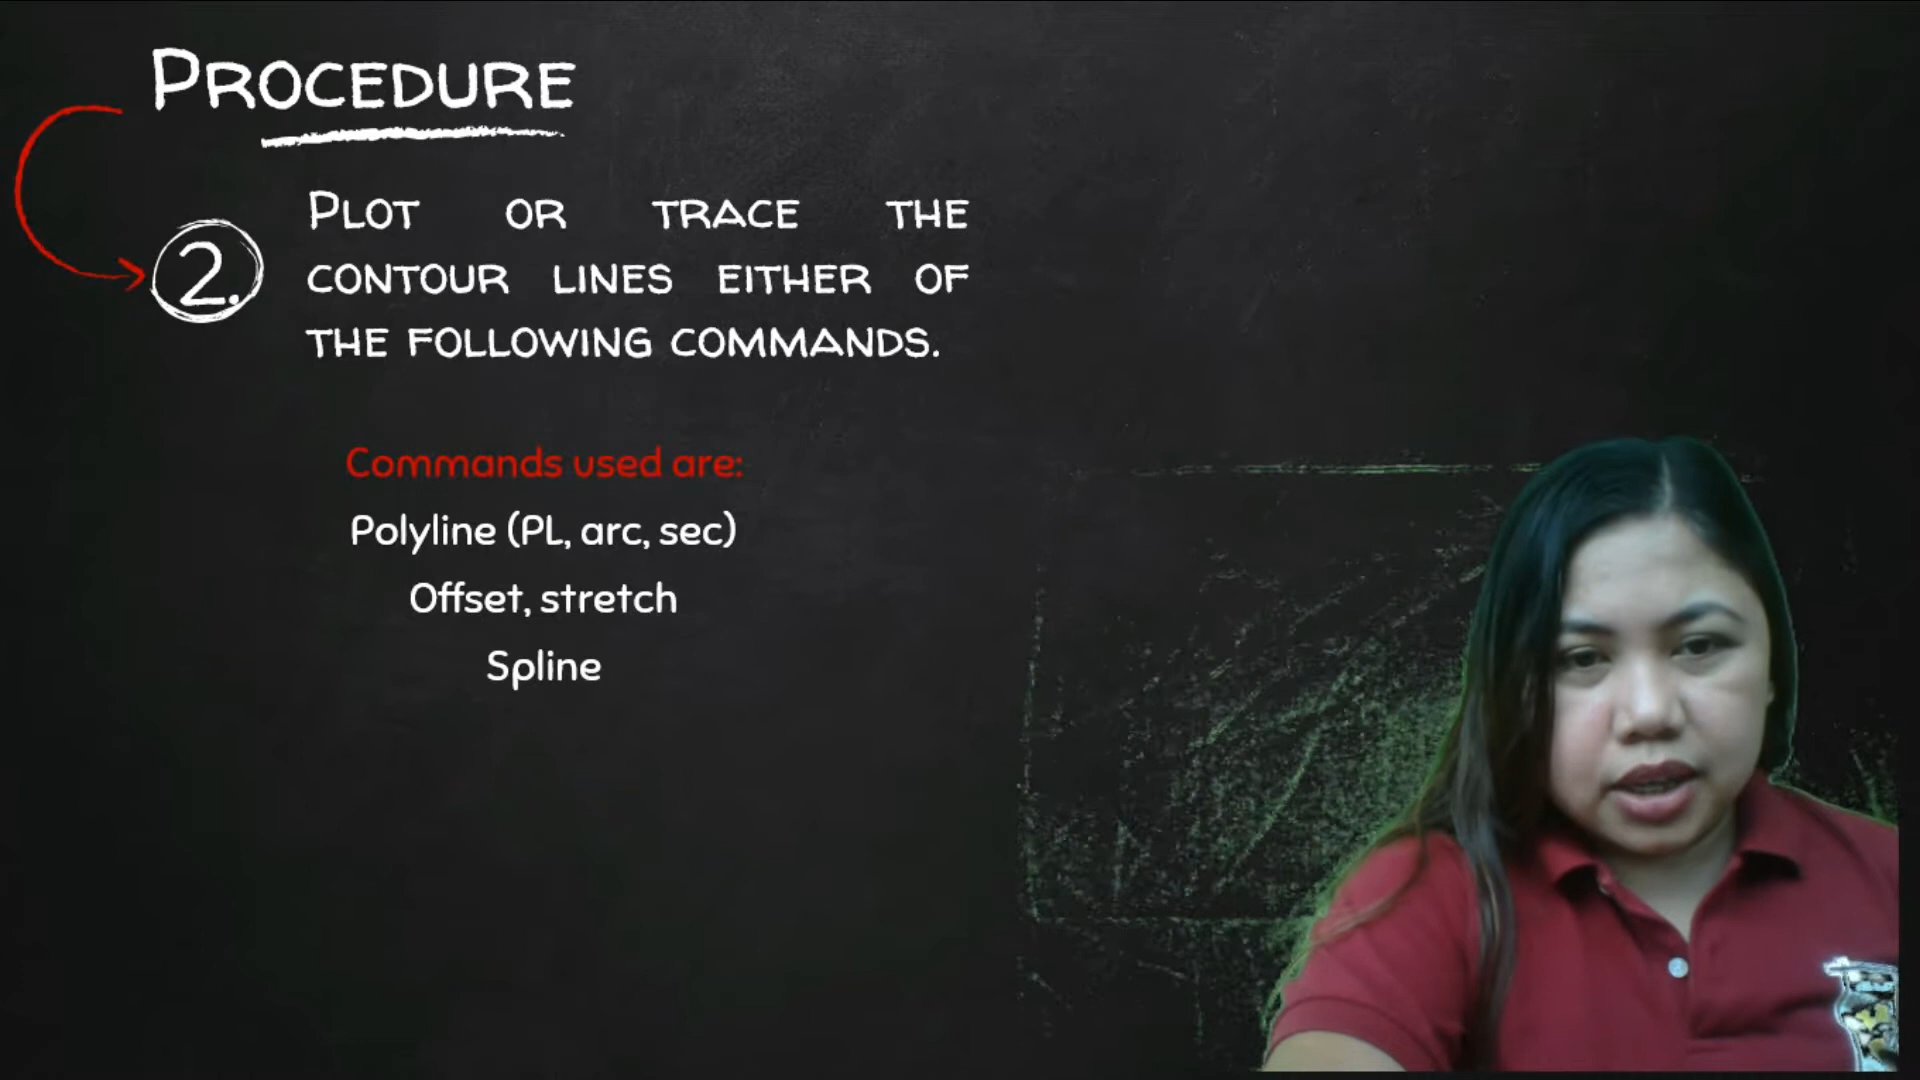 PROCEDURE
2.
PLOT OR TRACE THE
CONTOUR LINES EITHER OF
THE FOLLOWING COMMANDS.
Commands used are:
Polyline (PL, arc, sec)
Offset, stretch
Spline